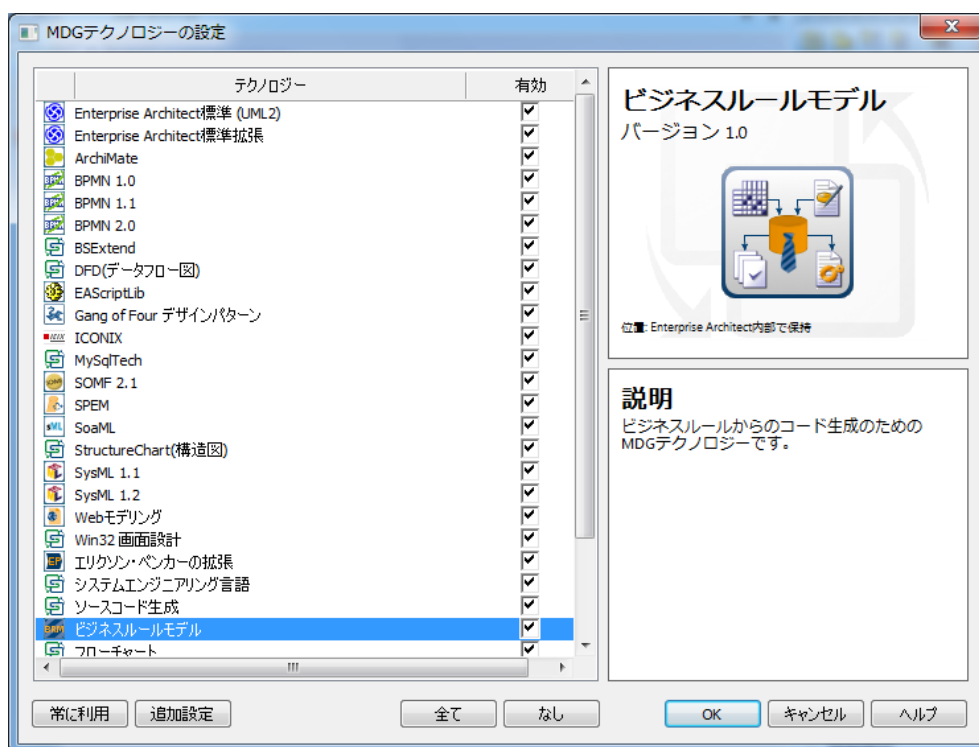 MDGテクノロジーの設定
テクノロジー 有効
Enterprise Architect標準 (UML2)
Enterprise Architect標準拡張
ArchiMate
BPMN 1.0
BPMN 1.1
BPMN 2.0
BSExtend
DFD(データフロー図)
EAScriptLib
Gang of Four デザインパターン
ICONIX
MySqlTech
SOMF 2.1
SPEM
SoaML
StructureChart(構造図)
SysML 1.1
SysML 1.2
Webモデリング
Win32 画面設計
エリクソン・ペンカーの拡張
システムエンジニアリング言語
ソースコード生成
ビジネスルールモデル
フローチャート
ビジネスルールモデル
バージョン 1.0
位置: Enterprise Architect内部で保持
説明
ビジネスルールからのコード生成のための
MDGテクノロジーです。
常に利用 追加設定 全て なし OK キャンセル ヘルプ